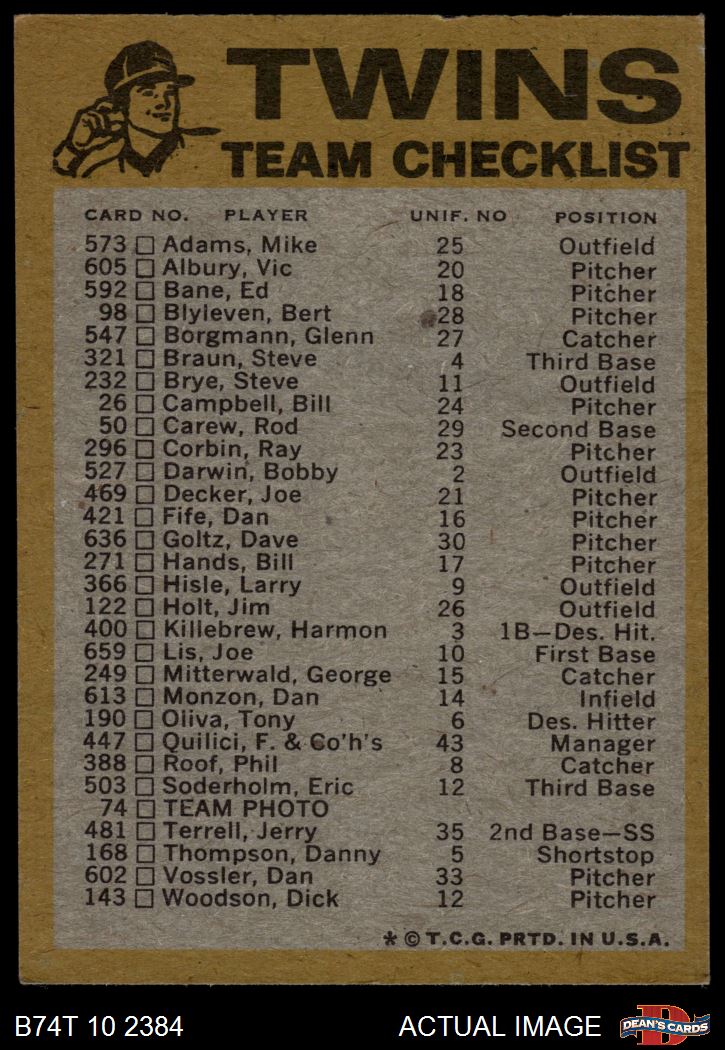 TWINS
TEAM CHECKLIST
CARD NO. PLAYER UNIF. NO POSITION
573 Adams, Mike 25 Outfield
605 Albury, Vic 20 Pitcher
592 Bane, Ed 18 Pitcher
98 Blyleven, Bert 28 Pitcher
547 Borgmann, Glenn 27 Catcher
321 Braun, Steve 4 Third Base
232 Brye, Steve 11 Outfield
26 Campbell, Bill 24 Pitcher
50 Carew, Rod 29 Second Base
296 Corbin, Ray 23 Pitcher
527 Darwin, Bobby 2 Outfield
469 Decker, Joe 21 Pitcher
421 Fife, Dan 16 Pitcher
636 Goltz, Dave 30 Pitcher
271 Hands, Bill 17 Pitcher
366 Hisle, Larry 9 Outfield
122 Holt, Jim 26 Outfield
400 Killebrew, Harmon 3 1B—Des. Hit.
659 Lis, Joe 10 First Base
249 Mitterwald, George 15 Catcher
613 Monzon, Dan 14 Infield
190 Oliva, Tony 6 Des. Hitter
447 Quilici, F. & Co'h's 43 Manager
388 Roof, Phil 8 Catcher
503 Soderholm, Eric 12 Third Base
74 TEAM PHOTO
481 Terrell, Jerry 35 2nd Base—SS
168 Thompson, Danny 5 Shortstop
602 Vossler, Dan 33 Pitcher
143 Woodson, Dick 12 Pitcher
* © T.C.G. PRTD. IN U.S.A.
B74T 10 2384 ACTUAL IMAGE DEAN'S CARDS